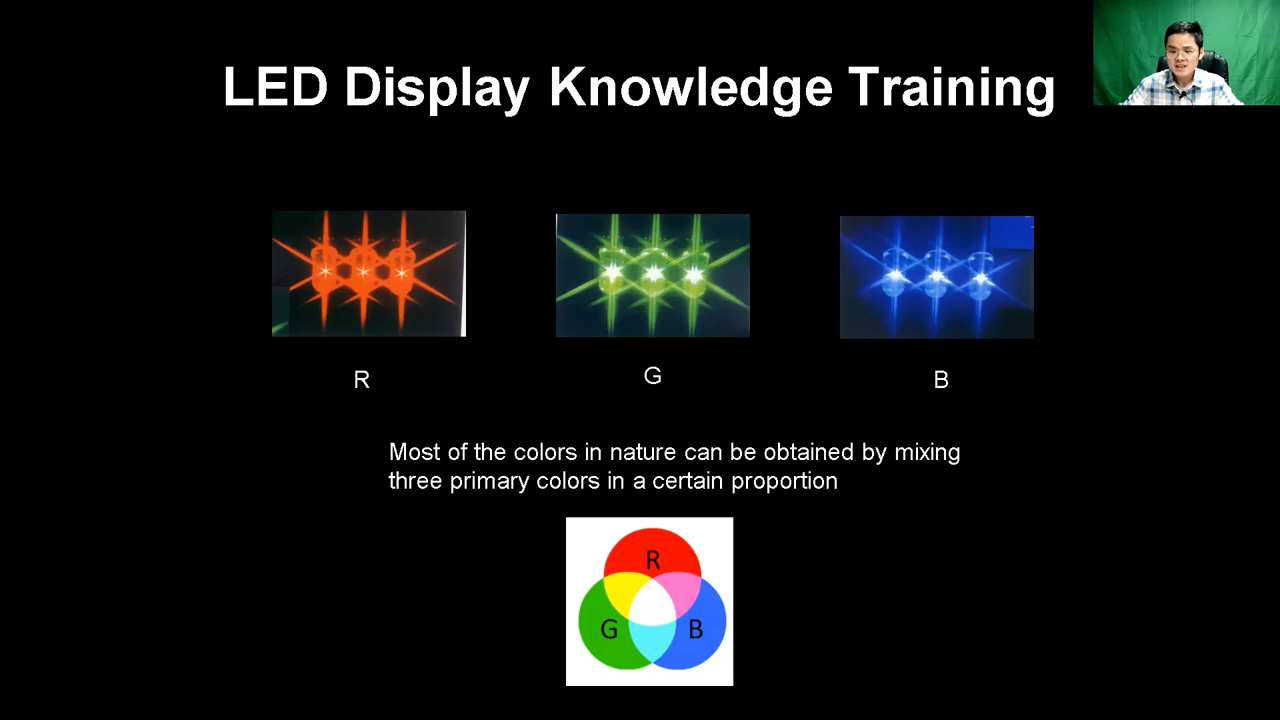 LED Display Knowledge Training
R
G
B
Most of the colors in nature can be obtained by mixing
three primary colors in a certain proportion
R
G
B